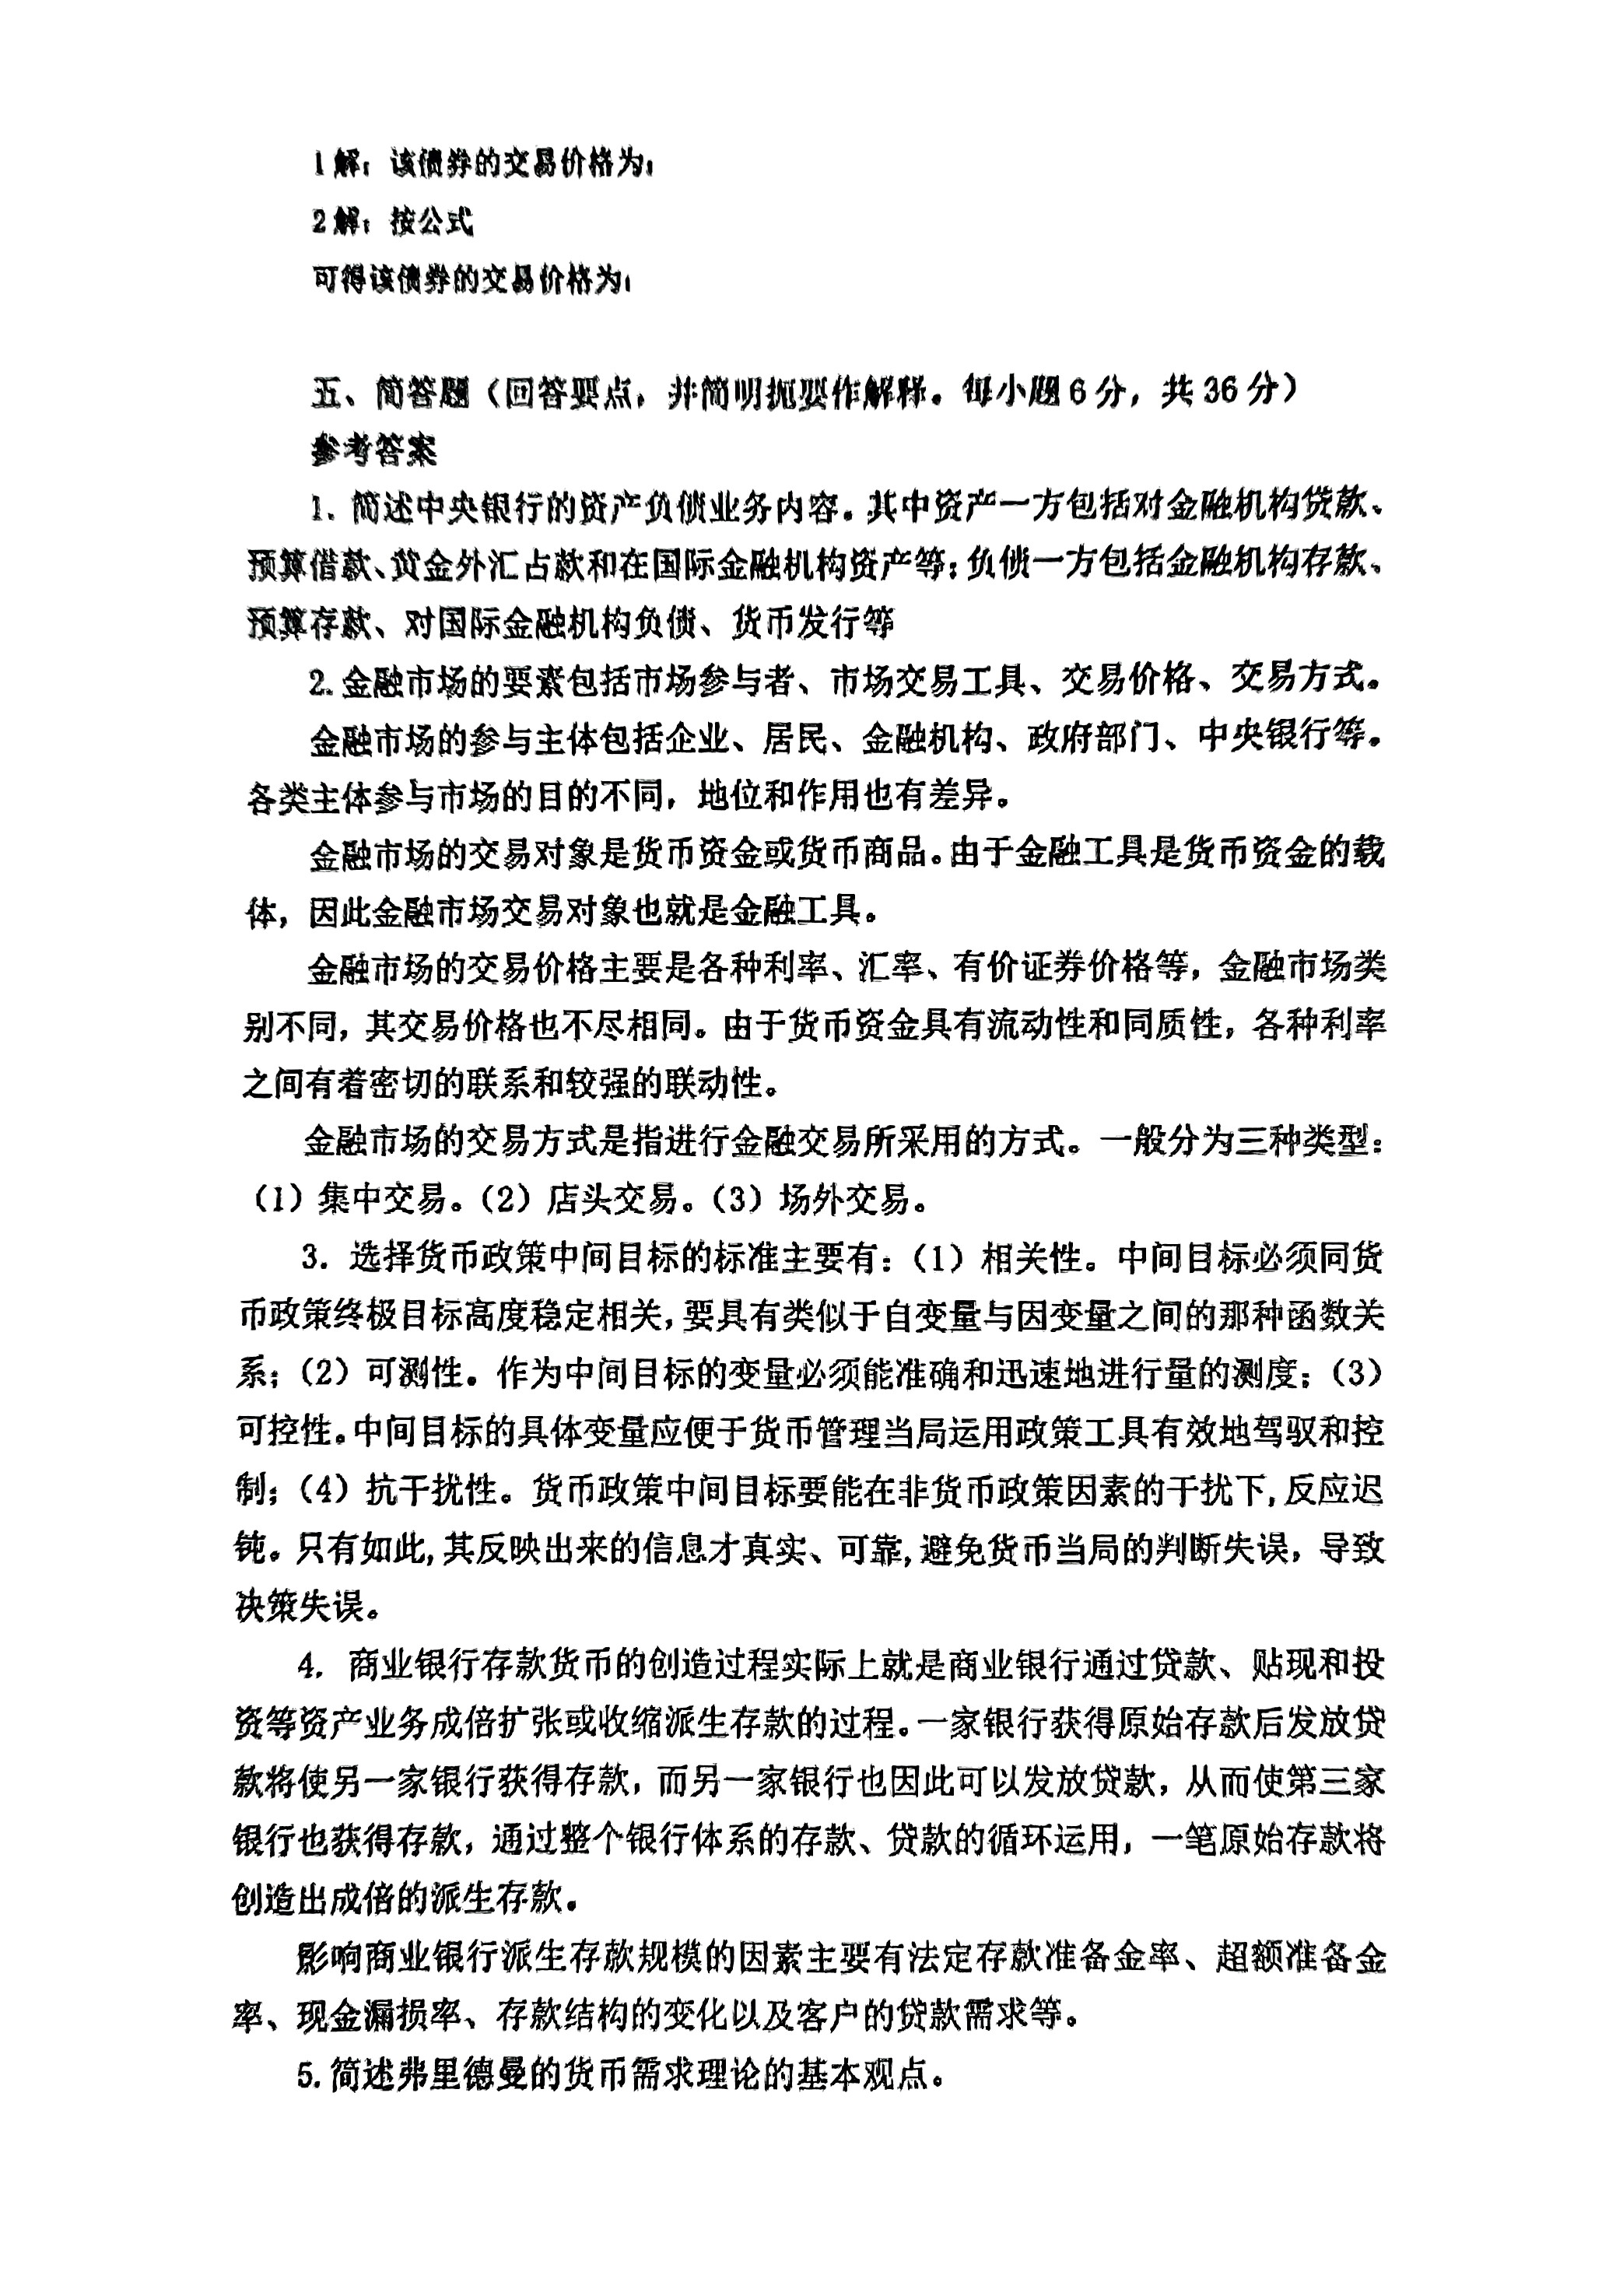 1解：该债券的交易价格为：
2解：按公式
可得该债券的交易价格为：
五、简答题（回答要点，并简明扼要作解释。每小题6分，共36分）
参考答案
1. 简述中央银行的资产负债业务内容。其中资产一方包括对金融机构贷款、
预算借款、黄金外汇占款和在国际金融机构资产等；负债一方包括金融机构存款、
预算存款、对国际金融机构负债、货币发行等
2. 金融市场的要素包括市场参与者、市场交易工具、交易价格、交易方式。
金融市场的参与主体包括企业、居民、金融机构、政府部门、中央银行等。
各类主体参与市场的目的不同，地位和作用也有差异。
金融市场的交易对象是货币资金或货币商品。由于金融工具是货币资金的载
体，因此金融市场交易对象也就是金融工具。
金融市场的交易价格主要是各种利率、汇率、有价证券价格等，金融市场类
别不同，其交易价格也不尽相同。由于货币资金具有流动性和同质性，各种利率
之间有着密切的联系和较强的联动性。
金融市场的交易方式是指进行金融交易所采用的方式。一般分为三种类型：
（1）集中交易。（2）店头交易。（3）场外交易。
3. 选择货币政策中间目标的标准主要有：（1）相关性。中间目标必须同货
币政策终极目标高度稳定相关，要具有类似于自变量与因变量之间的那种函数关
系；（2）可测性。作为中间目标的变量必须能准确和迅速地进行量的测度；（3）
可控性。中间目标的具体变量应便于货币管理当局运用政策工具有效地驾驭和控
制；（4）抗干扰性。货币政策中间目标要能在非货币政策因素的干扰下，反应迟
钝。只有如此，其反映出来的信息才真实、可靠，避免货币当局的判断失误，导致
决策失误。
4. 商业银行存款货币的创造过程实际上就是商业银行通过贷款、贴现和投
资等资产业务成倍扩张或收缩派生存款的过程。一家银行获得原始存款后发放贷
款将使另一家银行获得存款，而另一家银行也因此可以发放贷款，从而使第三家
银行也获得存款，通过整个银行体系的存款、贷款的循环运用，一笔原始存款将
创造出成倍的派生存款。
影响商业银行派生存款规模的因素主要有法定存款准备金率、超额准备金
率、现金漏损率、存款结构的变化以及客户的贷款需求等。
5. 简述弗里德曼的货币需求理论的基本观点。